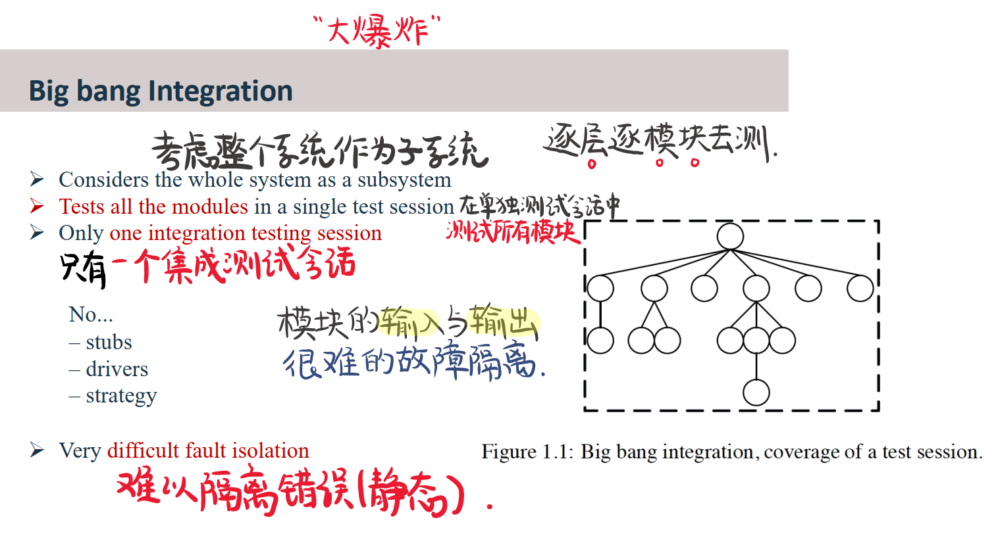 “大爆炸”
Big bang Integration
考虑整个系统作为子系统
逐层逐模块去测.
➢ Considers the whole system as a subsystem
➢ Tests all the modules in a single test session 在单独测试会话中
➢ Only one integration testing session 测试所有模块
只有一个集成测试会话
No...
– stubs
– drivers
– strategy
模块的输入与输出
很难的故障隔离.
➢ Very difficult fault isolation
Figure 1.1: Big bang integration, coverage of a test session.
难以隔离错误(静态).